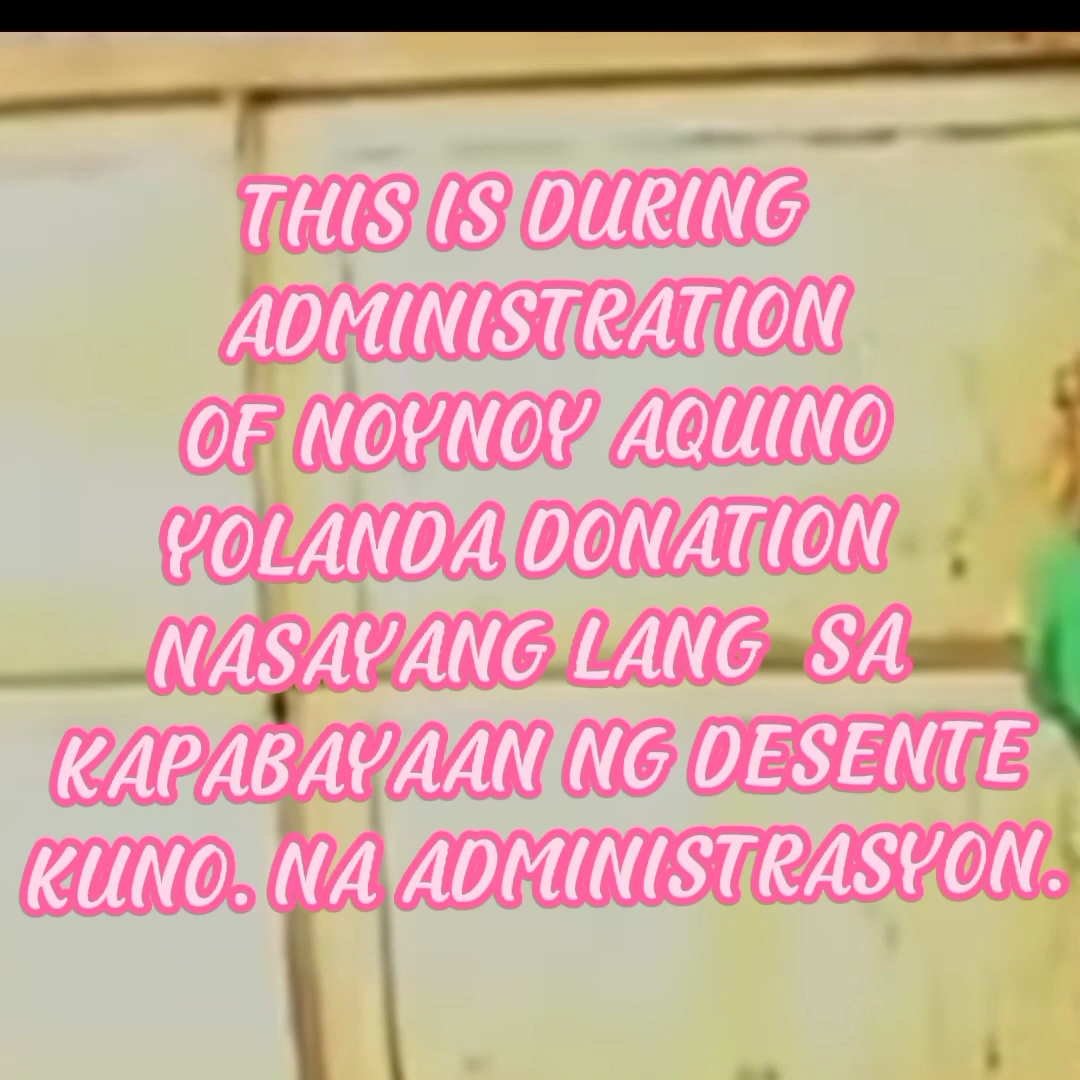 THIS IS DURING
ADMINISTRATION
OF NOYNOY AQUINO
YOLANDA DONATION
NASAYANG LANG SA
KAPABAYAAN NG DESENTE
KUNO. NA ADMINISTRASYON.